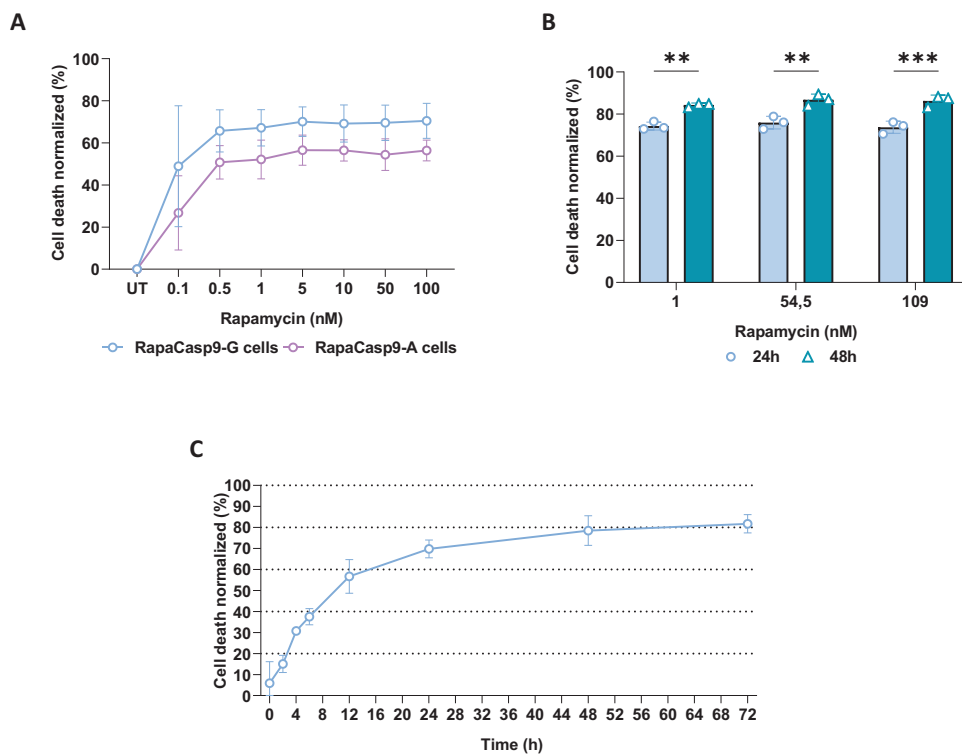 A
Cell death normalized (%)
100
80
60
40
20
0
UT 0.1 0.5 1 5 10 50 100
Rapamycin (nM)
RapaCasp9-G cells RapaCasp9-A cells
B
** ** ***
Cell death normalized (%)
100
80
60
40
20
0
1 54,5 109
Rapamycin (nM)
24h 48h
C
Cell death normalized (%)
100
90
80
70
60
50
40
30
20
10
0
0 4 8 12 16 20 24 28 32 36 40 44 48 52 56 60 64 68 72
Time (h)